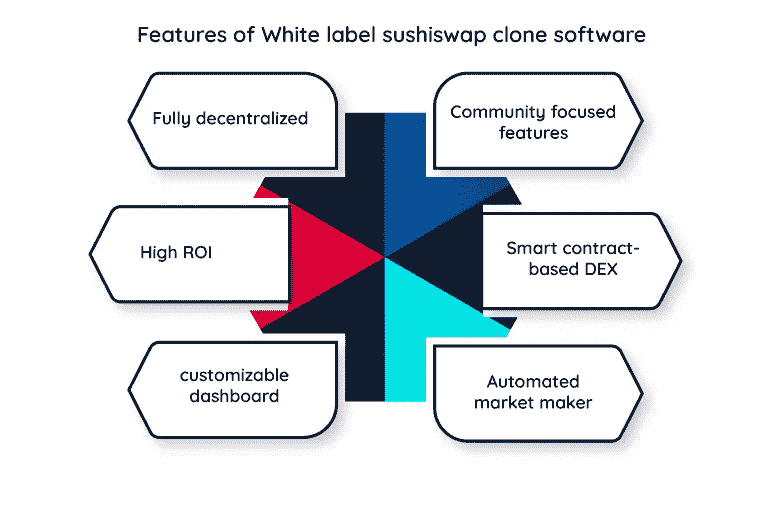 Features of White label sushiswap clone software
Fully decentralized
Community focused
features
High ROI
Smart contract-
based DEX
customizable
dashboard
Automated
market maker